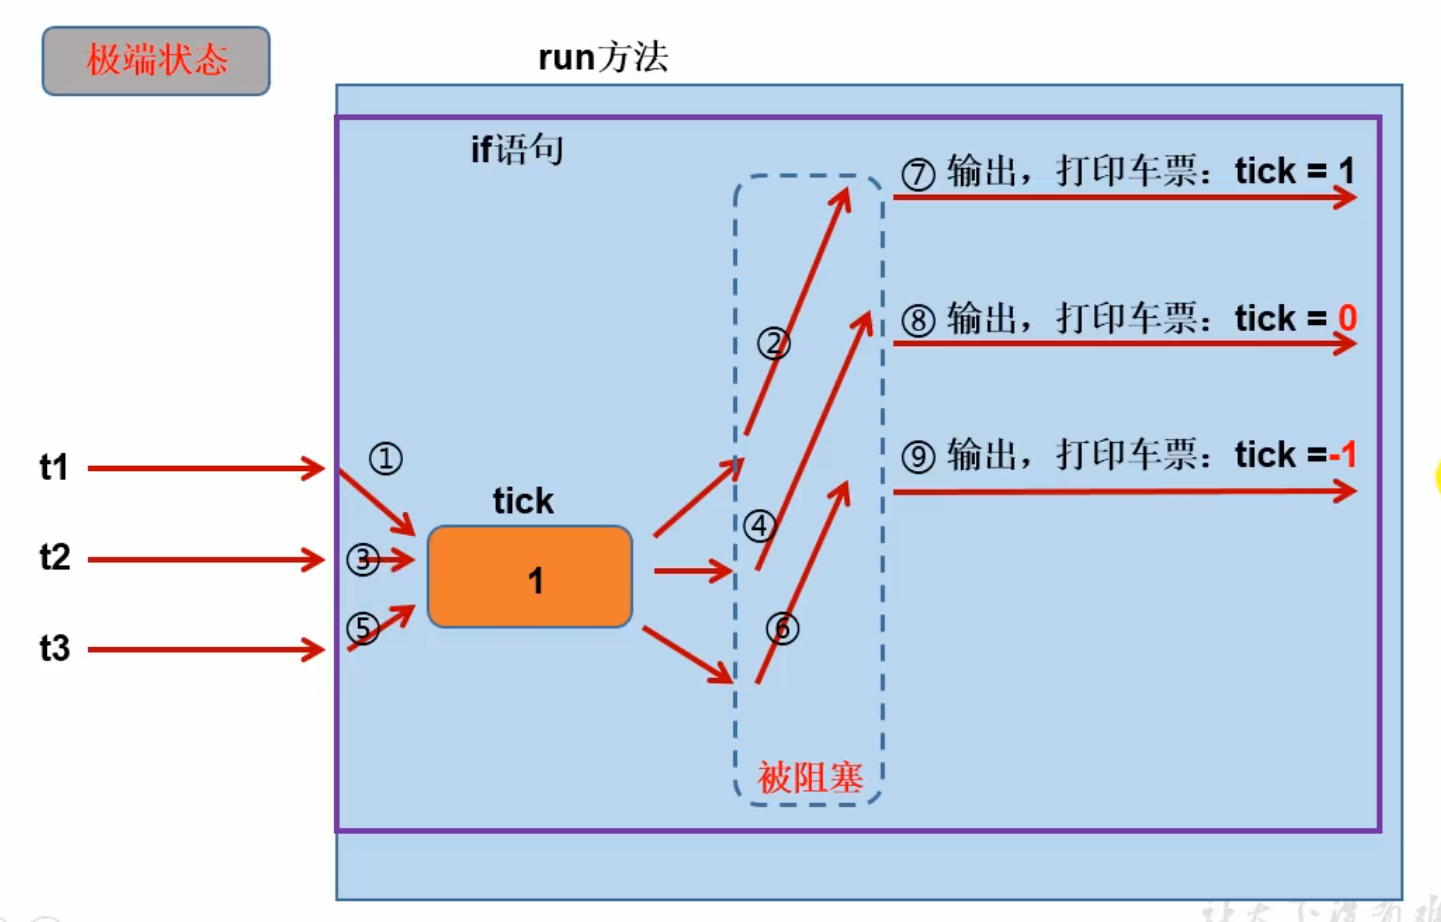 极端状态
run方法
if语句
⑦ 输出，打印车票：tick = 1
②
⑧ 输出，打印车票：tick = 0
⑨ 输出，打印车票：tick =-1
t1
①
tick
④
t2
③
1
t3
⑤
⑥
被阻塞